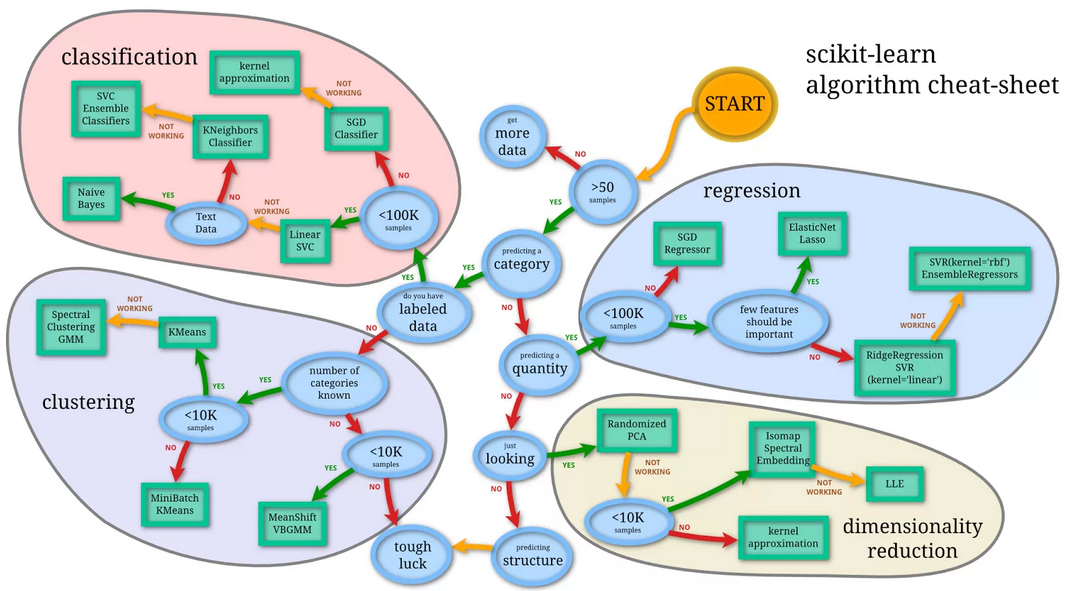 scikit-learn
algorithm cheat-sheet
START
>50
samples
NO
get
more
data
YES
predicting a
category
YES
do you have
labeled
data
YES
NO
NO
predicting a
quantity
YES
NO
just
looking
YES
NO
predicting
structure
tough
luck
classification
<100K
samples
NO
SGD
Classifier
NOT
WORKING
kernel
approximation
YES
Linear
SVC
NOT
WORKING
Text
Data
YES
Naive
Bayes
NO
KNeighbors
Classifier
NOT
WORKING
SVC
Ensemble
Classifiers
clustering
number of
categories
known
YES
<10K
samples
YES
KMeans
NOT
WORKING
Spectral
Clustering
GMM
NO
MiniBatch
KMeans
NO
<10K
samples
YES
MeanShift
VBGMM
NO
regression
<100K
samples
NO
SGD
Regressor
YES
few features
should be
important
YES
ElasticNet
Lasso
NO
RidgeRegression
SVR
(kernel='linear')
NOT
WORKING
SVR(kernel='rbf')
EnsembleRegressors
dimensionality
reduction
Randomized
PCA
NOT
WORKING
<10K
samples
YES
Isomap
Spectral
Embedding
NOT
WORKING
LLE
NO
kernel
approximation